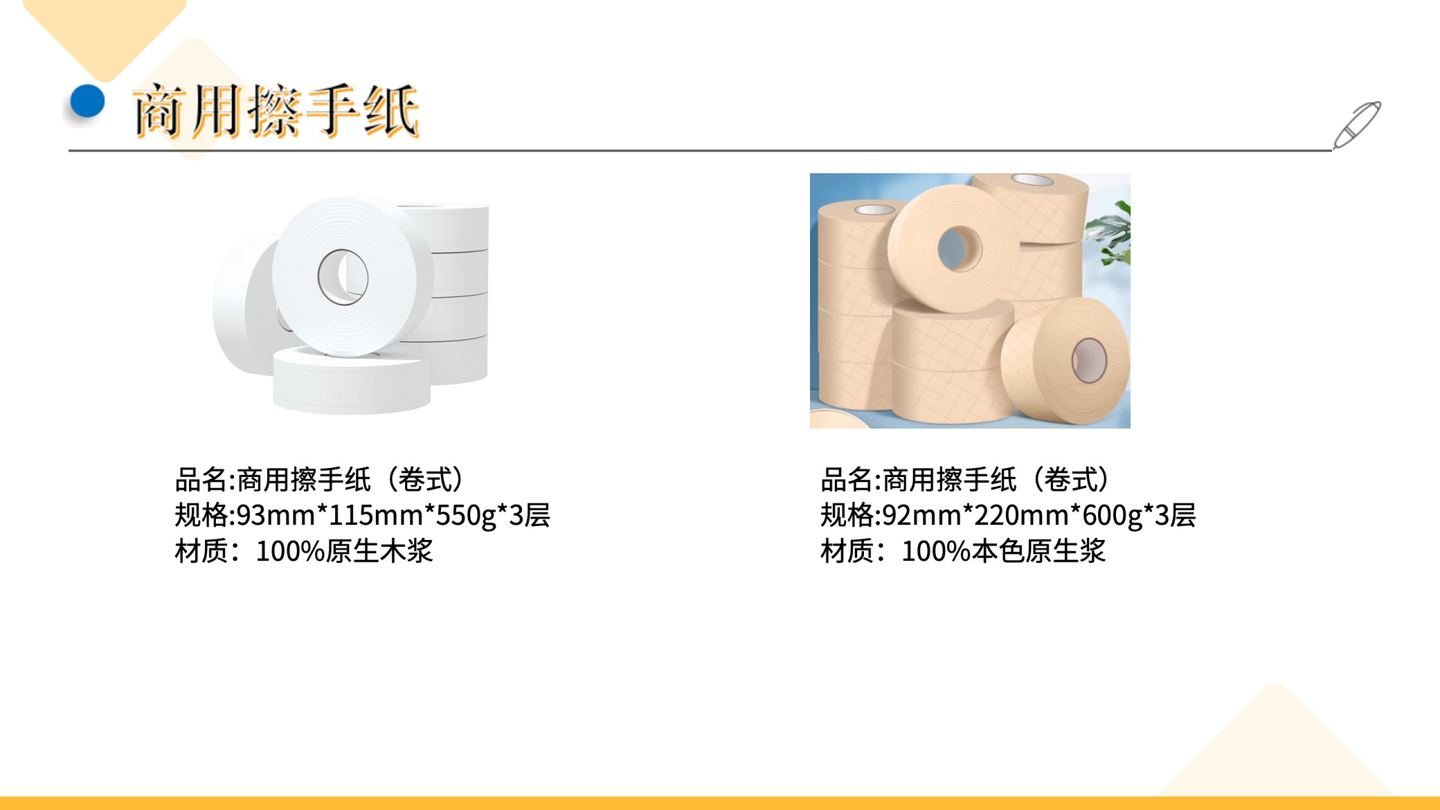 商用擦手纸
品名:商用擦手纸（卷式）
规格:93mm*115mm*550g*3层
材质：100%原生木浆
品名:商用擦手纸（卷式）
规格:92mm*220mm*600g*3层
材质：100%本色原生浆